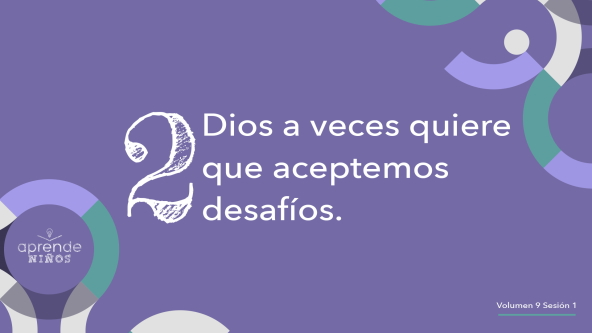 2
Dios a veces quiere
que aceptemos
desafíos.
aprende
NIÑOS
Volumen 9 Sesión 1